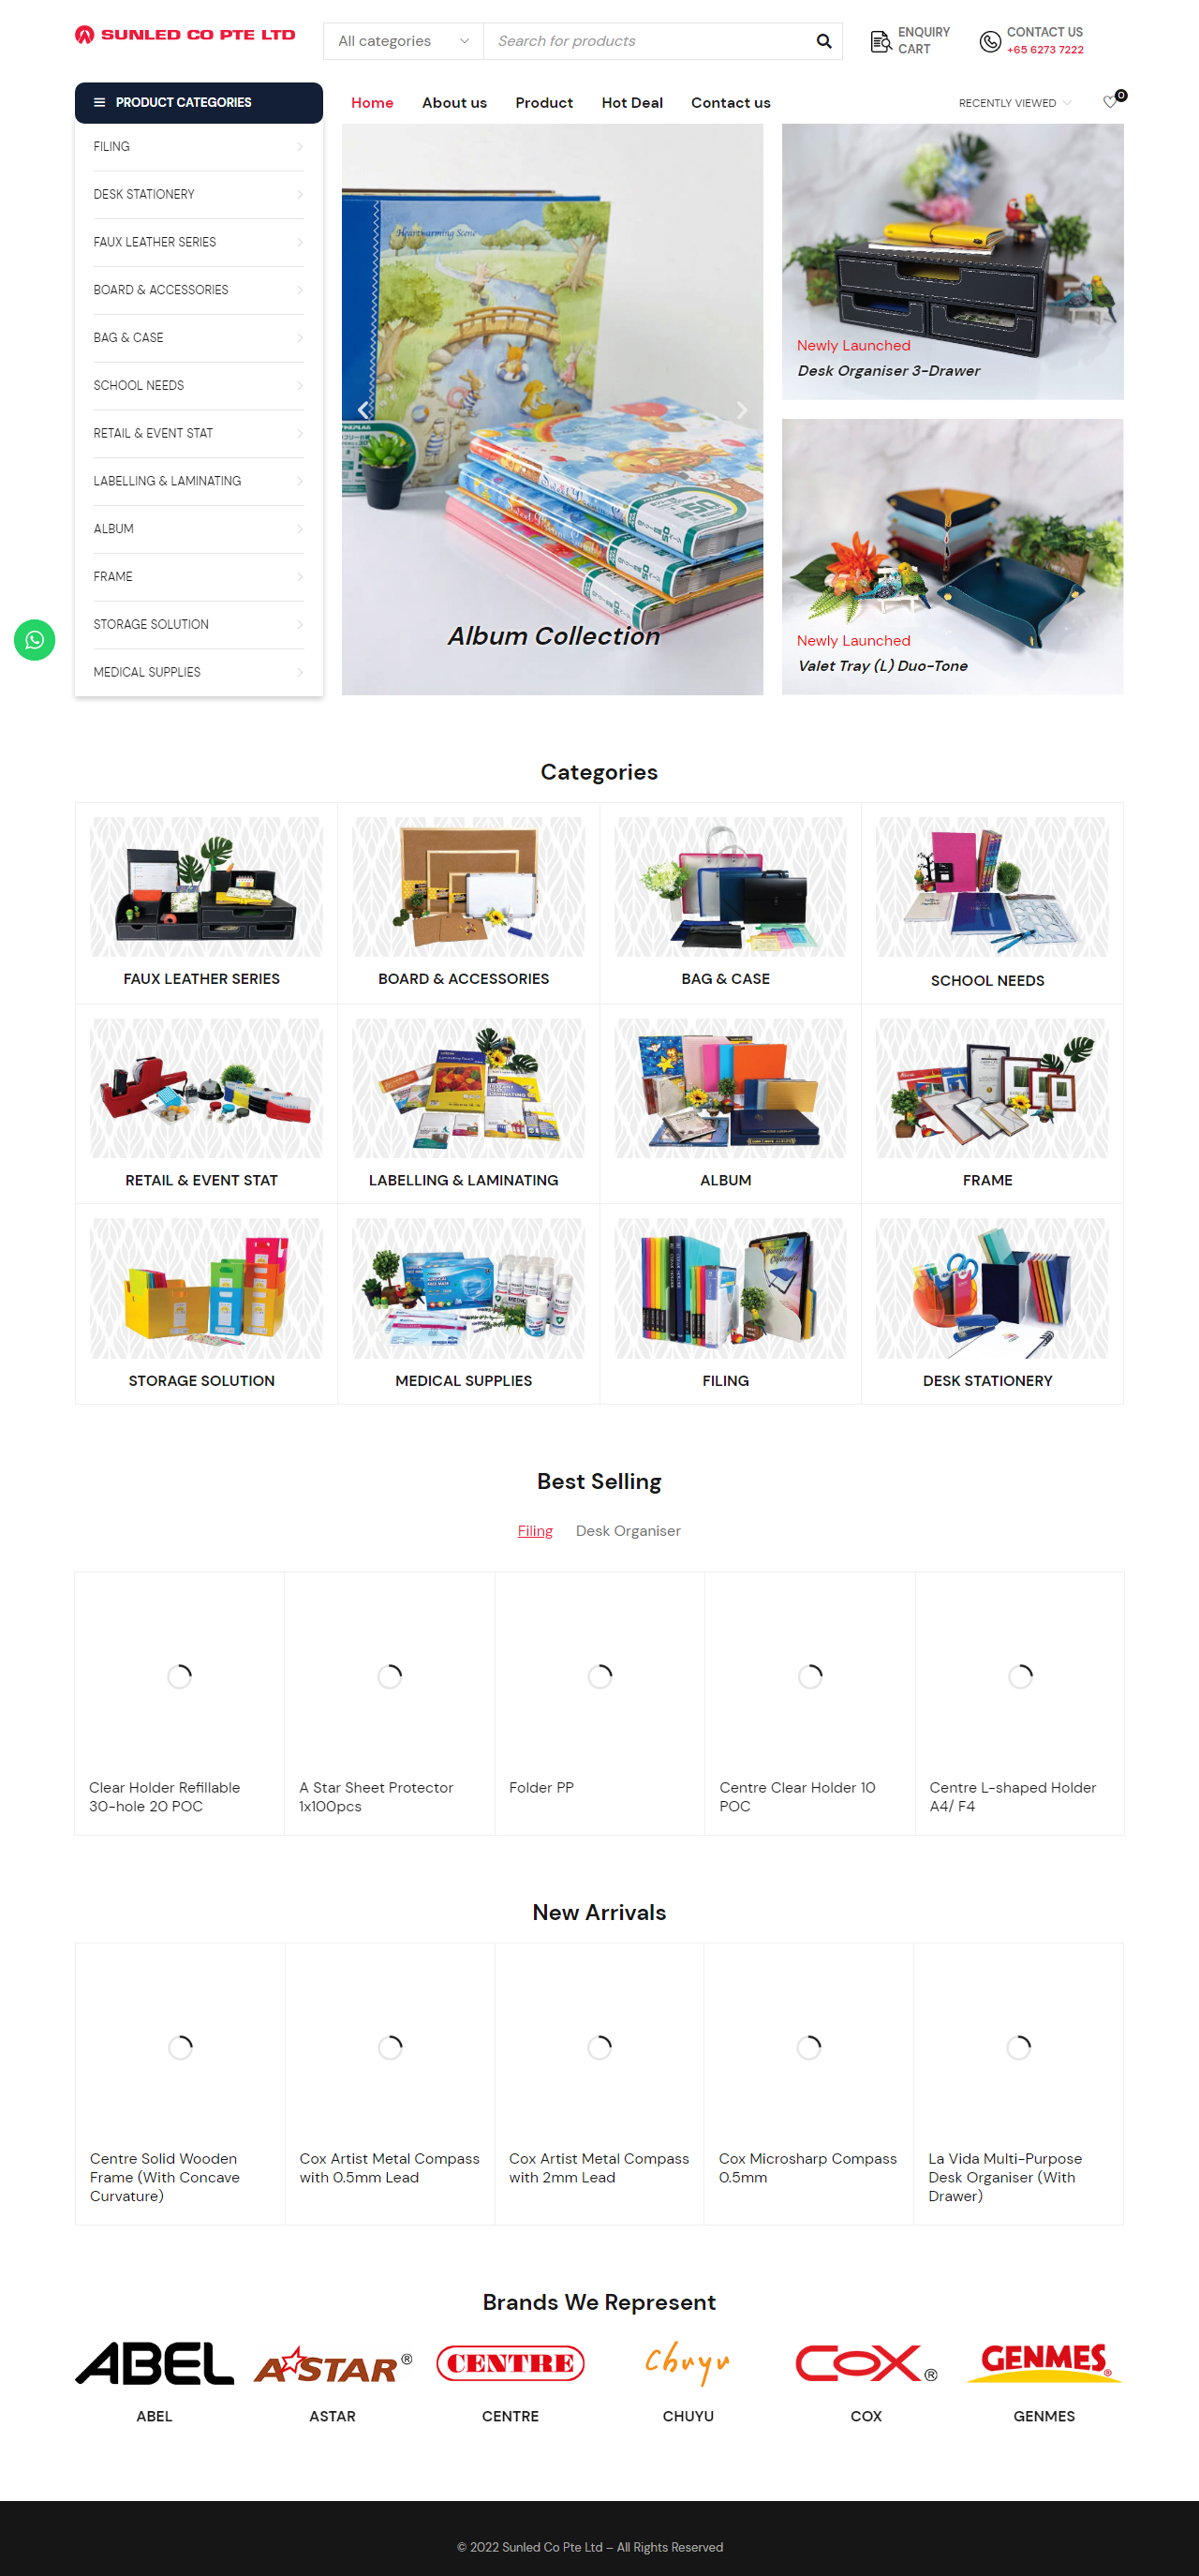 SUNLED CO PTE LTD
All categories
Search for products
ENQUIRY
CART
CONTACT US
+65 6273 7222
PRODUCT CATEGORIES
Home
About us
Product
Hot Deal
Contact us
RECENTLY VIEWED
0
FILING
DESK STATIONERY
FAUX LEATHER SERIES
BOARD & ACCESSORIES
BAG & CASE
SCHOOL NEEDS
RETAIL & EVENT STAT
LABELLING & LAMINATING
ALBUM
FRAME
STORAGE SOLUTION
MEDICAL SUPPLIES
Heartwarming Scene
Album Collection
Newly Launched
Desk Organiser 3-Drawer
Newly Launched
Valet Tray (L) Duo-Tone
Categories
FAUX LEATHER SERIES
BOARD & ACCESSORIES
BAG & CASE
SCHOOL NEEDS
RETAIL & EVENT STAT
LABELLING & LAMINATING
ALBUM
FRAME
STORAGE SOLUTION
MEDICAL SUPPLIES
FILING
DESK STATIONERY
Best Selling
Filing
Desk Organiser
Clear Holder Refillable
30-hole 20 POC
A Star Sheet Protector
1x100pcs
Folder PP
Centre Clear Holder 10
POC
Centre L-shaped Holder
A4/ F4
New Arrivals
Centre Solid Wooden
Frame (With Concave
Curvature)
Cox Artist Metal Compass
with 0.5mm Lead
Cox Artist Metal Compass
with 2mm Lead
Cox Microsharp Compass
0.5mm
La Vida Multi-Purpose
Desk Organiser (With
Drawer)
Brands We Represent
ABEL
ASTAR®
CENTRE
Chuyu
COX®
GENMES®
ABEL
ASTAR
CENTRE
CHUYU
COX
GENMES
© 2022 Sunled Co Pte Ltd – All Rights Reserved